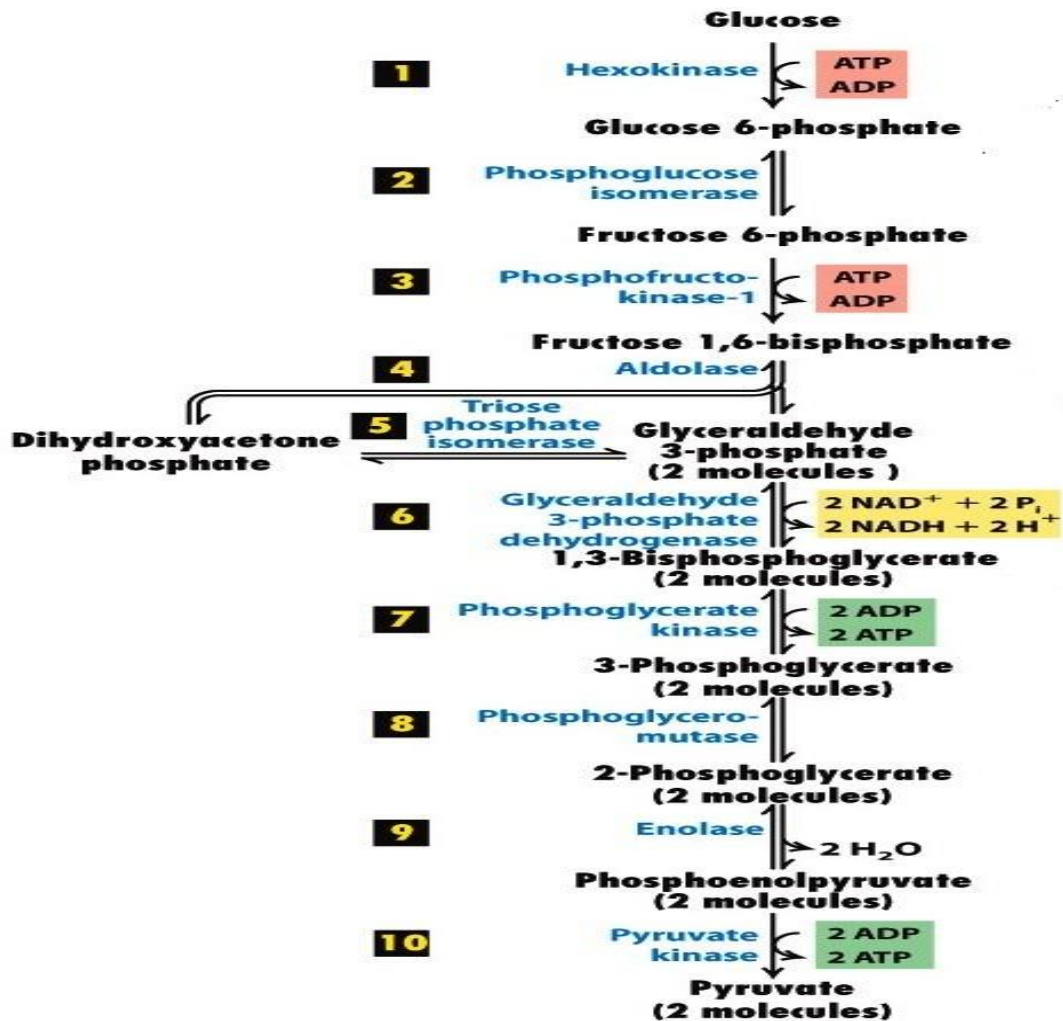 Glucose
1
Hexokinase
ATP
ADP
Glucose 6-phosphate
2
Phosphoglucose
isomerase
Fructose 6-phosphate
3
Phosphofructo-
kinase-1
ATP
ADP
Fructose 1,6-bisphosphate
4
Aldolase
5
Triose
phosphate
isomerase
Dihydroxyacetone
phosphate
Glyceraldehyde
3-phosphate
(2 molecules )
6
Glyceraldehyde
3-phosphate
dehydrogenase
2 NAD⁺ + 2 Pᵢ
2 NADH + 2 H⁺
1,3-Bisphosphoglycerate
(2 molecules)
7
Phosphoglycerate
kinase
2 ADP
2 ATP
3-Phosphoglycerate
(2 molecules)
8
Phosphoglycero-
mutase
2-Phosphoglycerate
(2 molecules)
9
Enolase
2 H₂O
Phosphoenolpyruvate
(2 molecules)
10
Pyruvate
kinase
2 ADP
2 ATP
Pyruvate
(2 molecules)